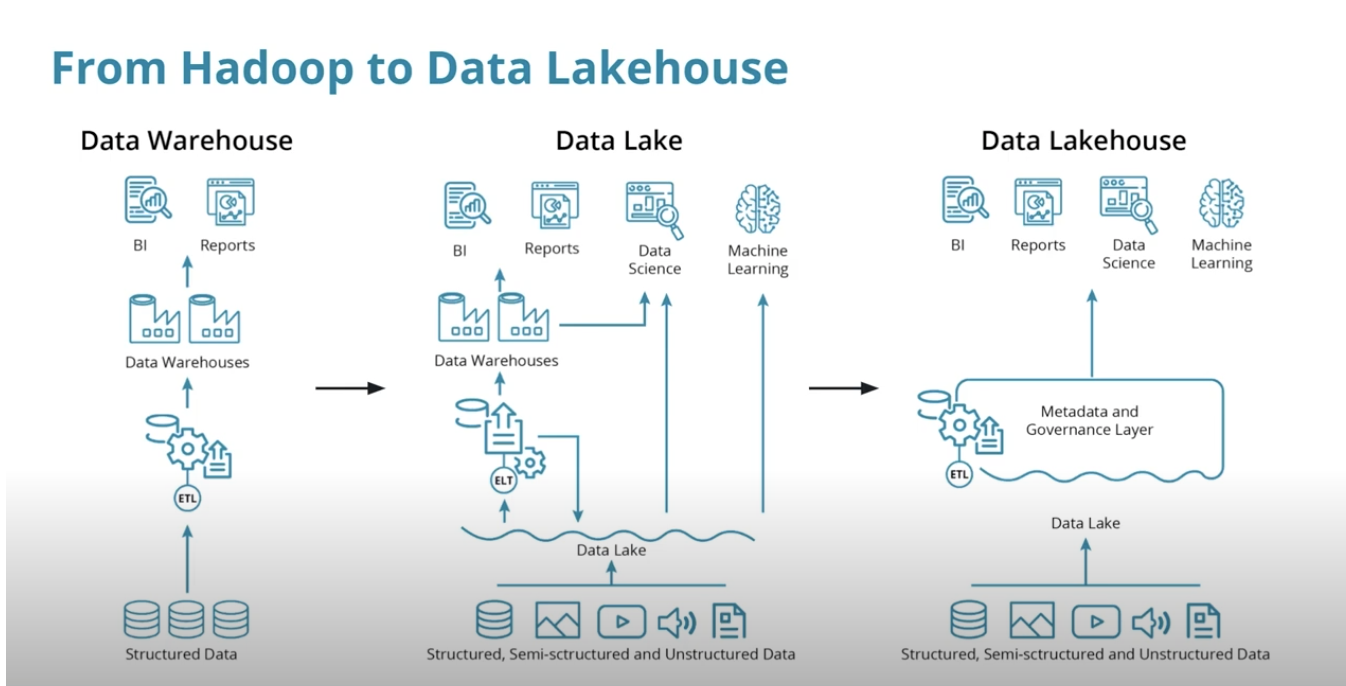 From Hadoop to Data Lakehouse
Data Warehouse
BI
Reports
Data Warehouses
ETL
Structured Data
Data Lake
BI
Reports
Data
Science
Machine
Learning
Data Warehouses
ELT
Data Lake
Structured, Semi-sctructured and Unstructured Data
Data Lakehouse
BI
Reports
Data
Science
Machine
Learning
Metadata and
Governance Layer
ETL
Data Lake
Structured, Semi-sctructured and Unstructured Data